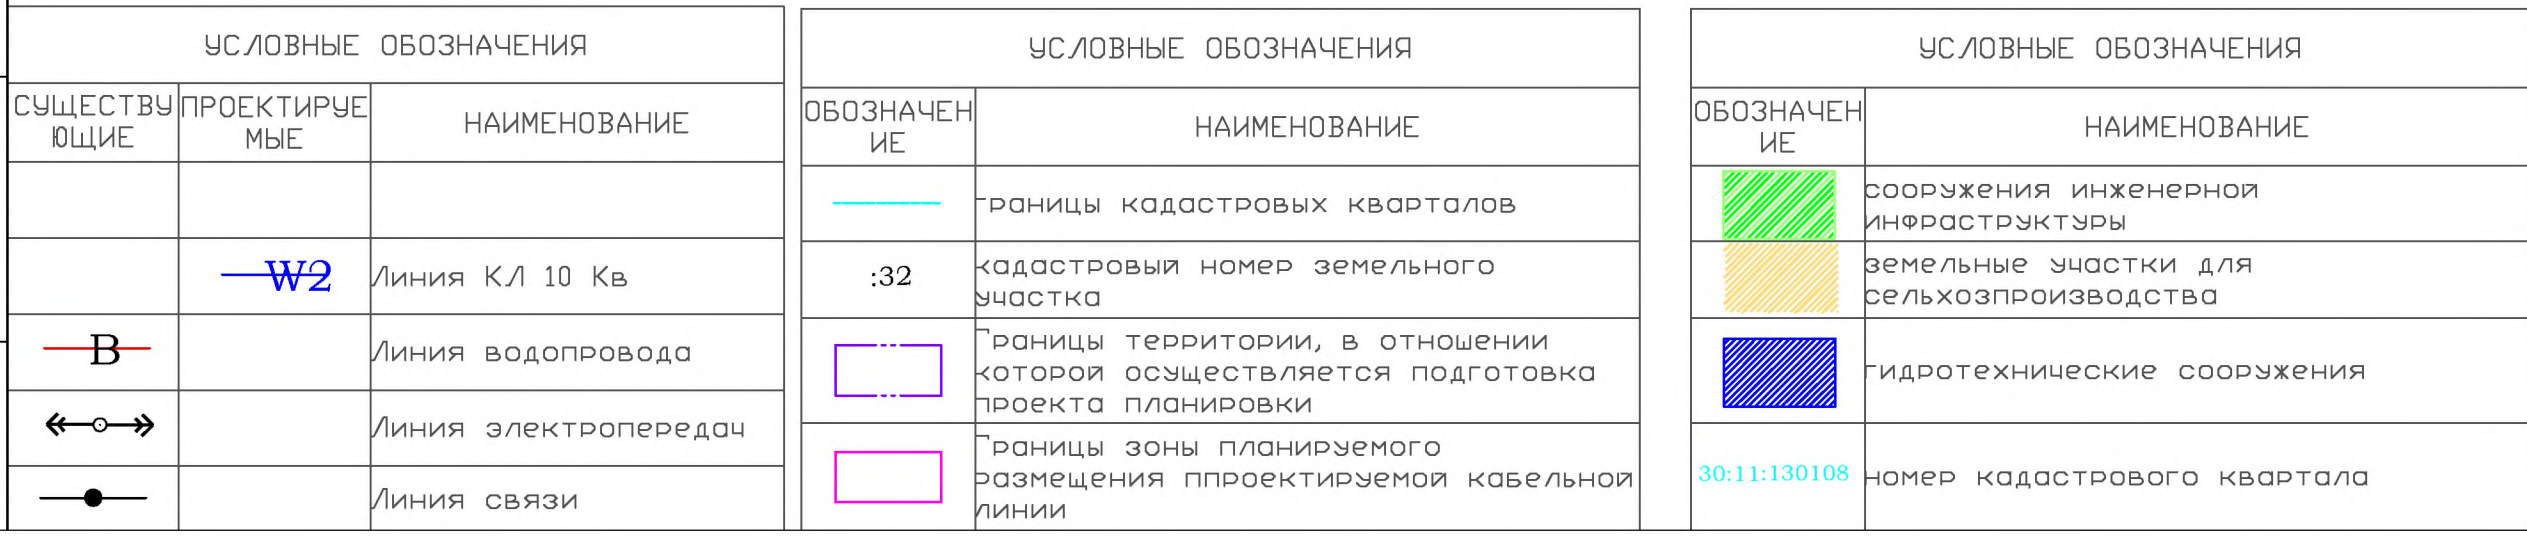 УСЛОВНЫЕ ОБОЗНАЧЕНИЯ
СУЩЕСТВУ
ЮЩИЕ
ПРОЕКТИРУЕ
МЫЕ
НАИМЕНОВАНИЕ
W2
Линия КЛ 10 Кв
В
Линия водопровода
Линия электропередач
Линия связи
УСЛОВНЫЕ ОБОЗНАЧЕНИЯ
ОБОЗНАЧЕН
ИЕ
НАИМЕНОВАНИЕ
границы кадастровых кварталов
:32
кадастровый номер земельного
участка
Границы территории, в отношении
которой осуществляется подготовка
проекта планировки
Границы зоны планируемого
размещения ппроектируемой кабельной
линии
УСЛОВНЫЕ ОБОЗНАЧЕНИЯ
ОБОЗНАЧЕН
ИЕ
НАИМЕНОВАНИЕ
сооружения инженерной
инфраструктуры
земельные участки для
сельхозпроизводства
гидротехнические сооружения
30:11:130108
номер кадастрового квартала